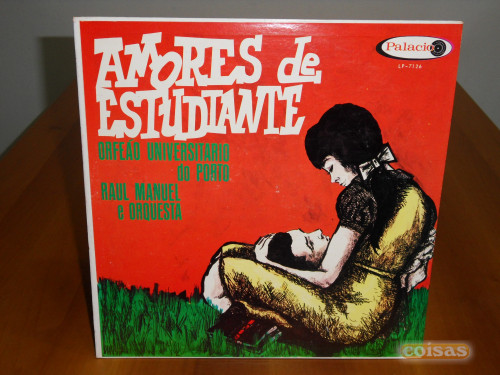 Palacio
LP-7126
AMORES de
ESTUDIANTE
ORFEÃO UNIVERSITARIO
do PORTO
RAUL MANUEL
e ORQUESTA
coisas